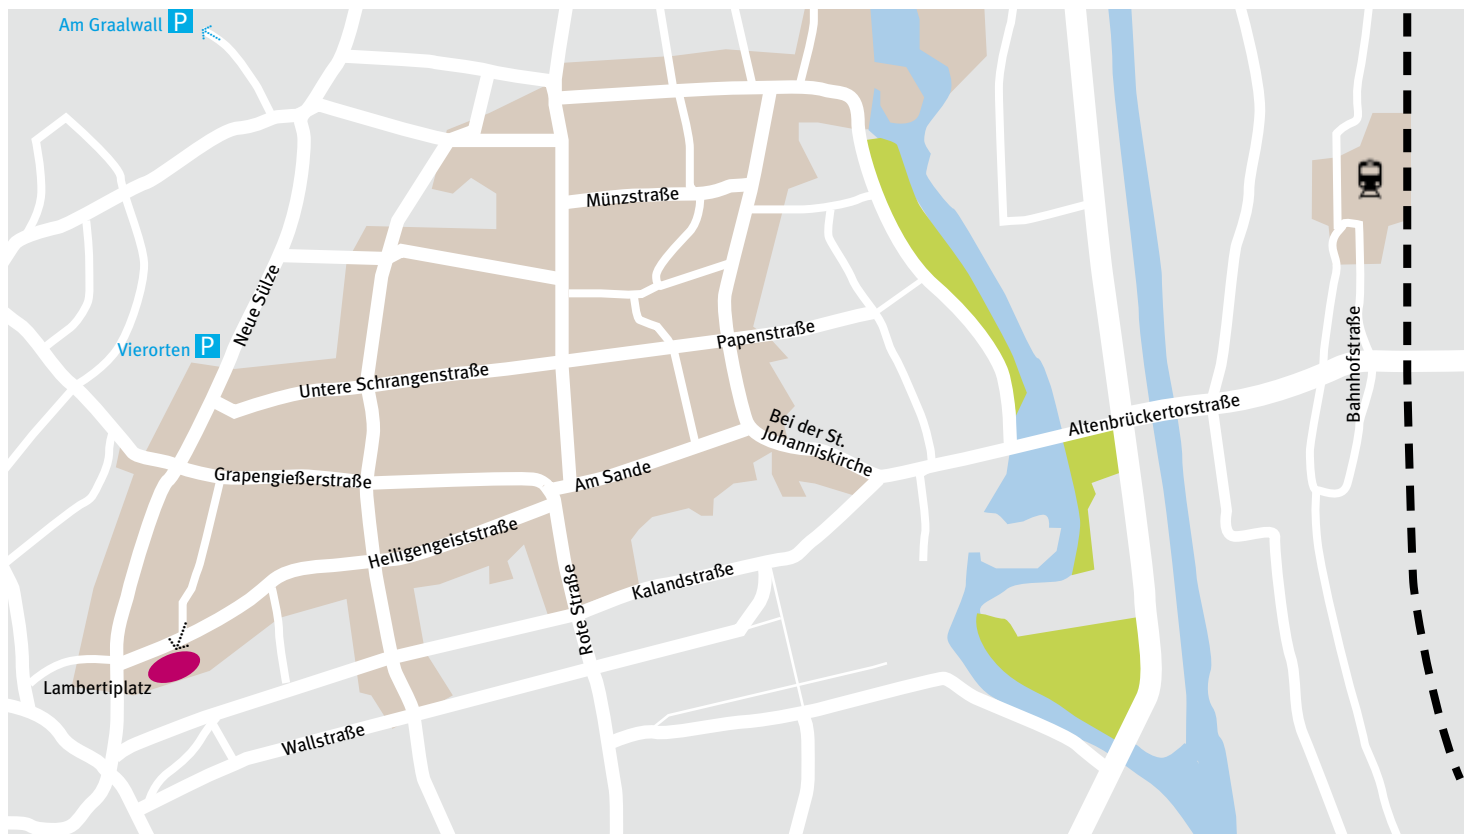 Am Graalwall P
Münzstraße
Neue Sülze
Vierorten P
Papenstraße
Untere Schrangenstraße
Bahnhofstraße
Altenbrückertorstraße
Bei der St.
Johanniskirche
Grapengießerstraße
Am Sande
Heiligengeiststraße
Kalandstraße
Rote Straße
Lambertiplatz
Wallstraße